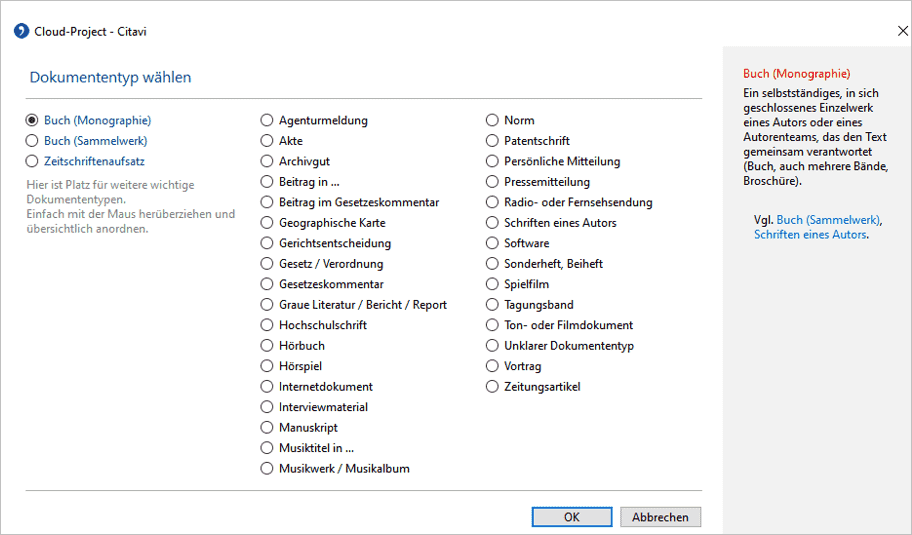 Cloud-Project - Citavi
Dokumententyp wählen
Buch (Monographie)
Buch (Sammelwerk)
Zeitschriftenaufsatz
Hier ist Platz für weitere wichtige
Dokumententypen.
Einfach mit der Maus herüberziehen und
übersichtlich anordnen.
Agenturmeldung
Akte
Archivgut
Beitrag in ...
Beitrag im Gesetzeskommentar
Geographische Karte
Gerichtsentscheidung
Gesetz / Verordnung
Gesetzeskommentar
Graue Literatur / Bericht / Report
Hochschulschrift
Hörbuch
Hörspiel
Internetdokument
Interviewmaterial
Manuskript
Musiktitel in ...
Musikwerk / Musikalbum
Norm
Patentschrift
Persönliche Mitteilung
Pressemitteilung
Radio- oder Fernsehsendung
Schriften eines Autors
Software
Sonderheft, Beiheft
Spielfilm
Tagungsband
Ton- oder Filmdokument
Unklarer Dokumententyp
Vortrag
Zeitungsartikel
Buch (Monographie)
Ein selbstständiges, in sich
geschlossenes Einzelwerk
eines Autors oder eines
Autorenteams, das den Text
gemeinsam verantwortet
(Buch, auch mehrere Bände,
Broschüre).
Vgl. Buch (Sammelwerk),
Schriften eines Autors.
OK
Abbrechen